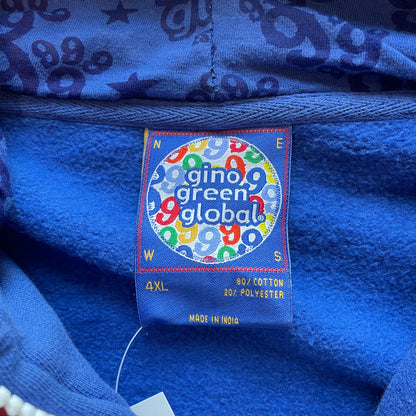 N E
gino
green
global®
W S
4XL 80% COTTON
20% POLYESTER
MADE IN INDIA